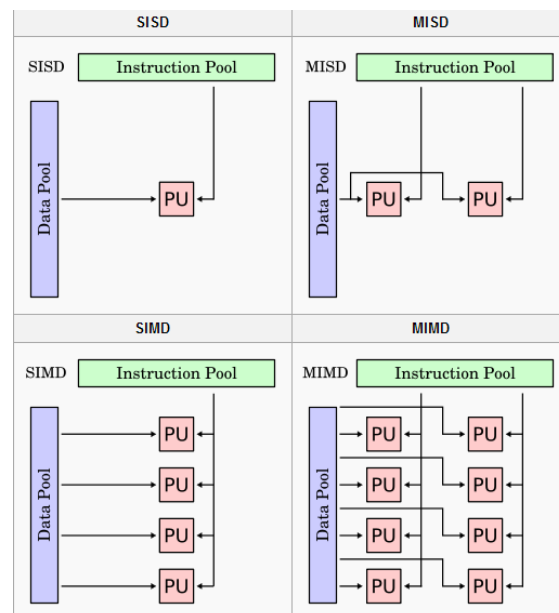 SISD
MISD
SISD
Instruction Pool
Data Pool
PU
MISD
Instruction Pool
Data Pool
PU
PU
SIMD
MIMD
SIMD
Instruction Pool
Data Pool
PU
PU
PU
PU
MIMD
Instruction Pool
Data Pool
PU
PU
PU
PU
PU
PU
PU
PU